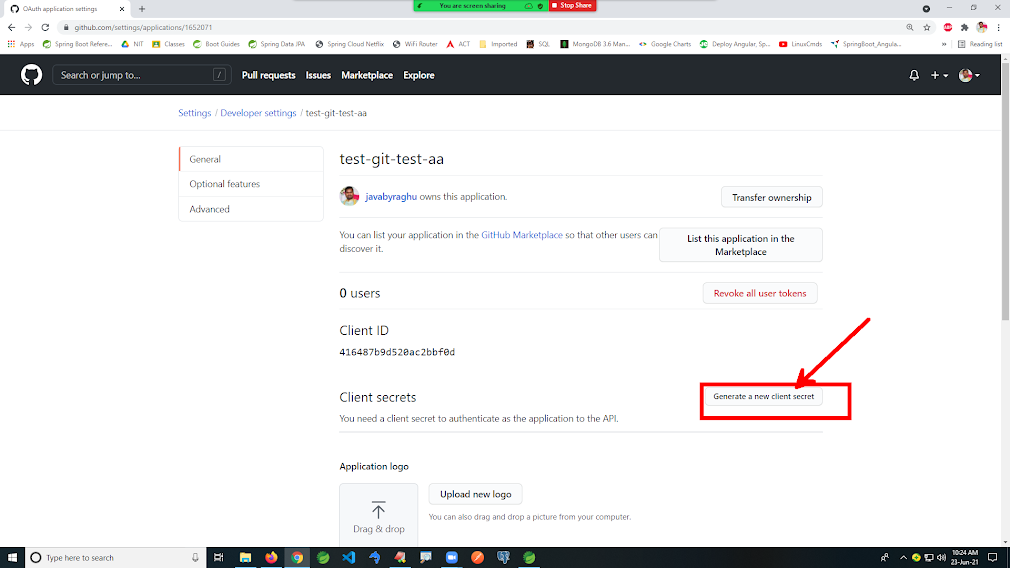 OAuth application settings
You are screen sharing
Stop Share
github.com/settings/applications/1652071
Apps
Spring Boot Refere...
NIT
Classes
Boot Guides
Spring Data JPA
Spring Cloud Netflix
WiFi Router
ACT
Imported
SQL
MongoDB 3.6 Man...
Google Charts
Deploy Angular, Sp...
LinuxCmds
SpringBoot_Angula...
»
Reading list
Search or jump to...
/
Pull requests
Issues
Marketplace
Explore
Settings / Developer settings / test-git-test-aa
General
Optional features
Advanced
test-git-test-aa
javabyraghu owns this application.
Transfer ownership
You can list your application in the GitHub Marketplace so that other users can
discover it.
List this application in the
Marketplace
0 users
Revoke all user tokens
Client ID
416487b9d520ac2bbf0d
Client secrets
Generate a new client secret
You need a client secret to authenticate as the application to the API.
Application logo
Drag & drop
Upload new logo
You can also drag and drop a picture from your computer.
Type here to search
10:24 AM
23-Jun-21